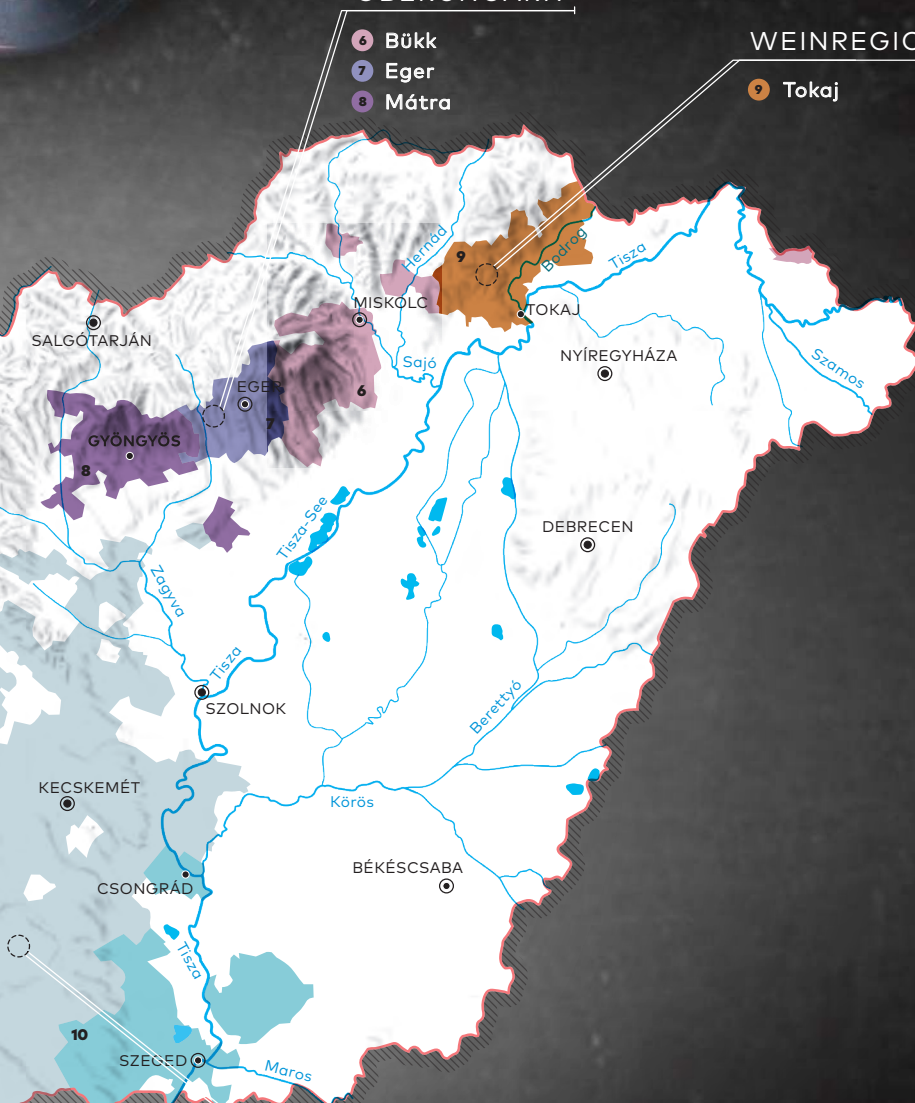 6 Bükk
7 Eger
8 Mátra
9 Tokaj
9
Hernád
Bodrog
Tisza
MISKOLC
TOKAJ
SALGÓTARJÁN
Sajó
NYÍREGYHÁZA
Szamos
EGER
6
7
GYÖNGYÖS
8
Tisza-See
DEBRECEN
Zagyva
Tisza
SZOLNOK
Berettyó
KECSKEMÉT
Körös
BÉKÉSCSABA
CSONGRÁD
Tisza
10
SZEGED
Maros